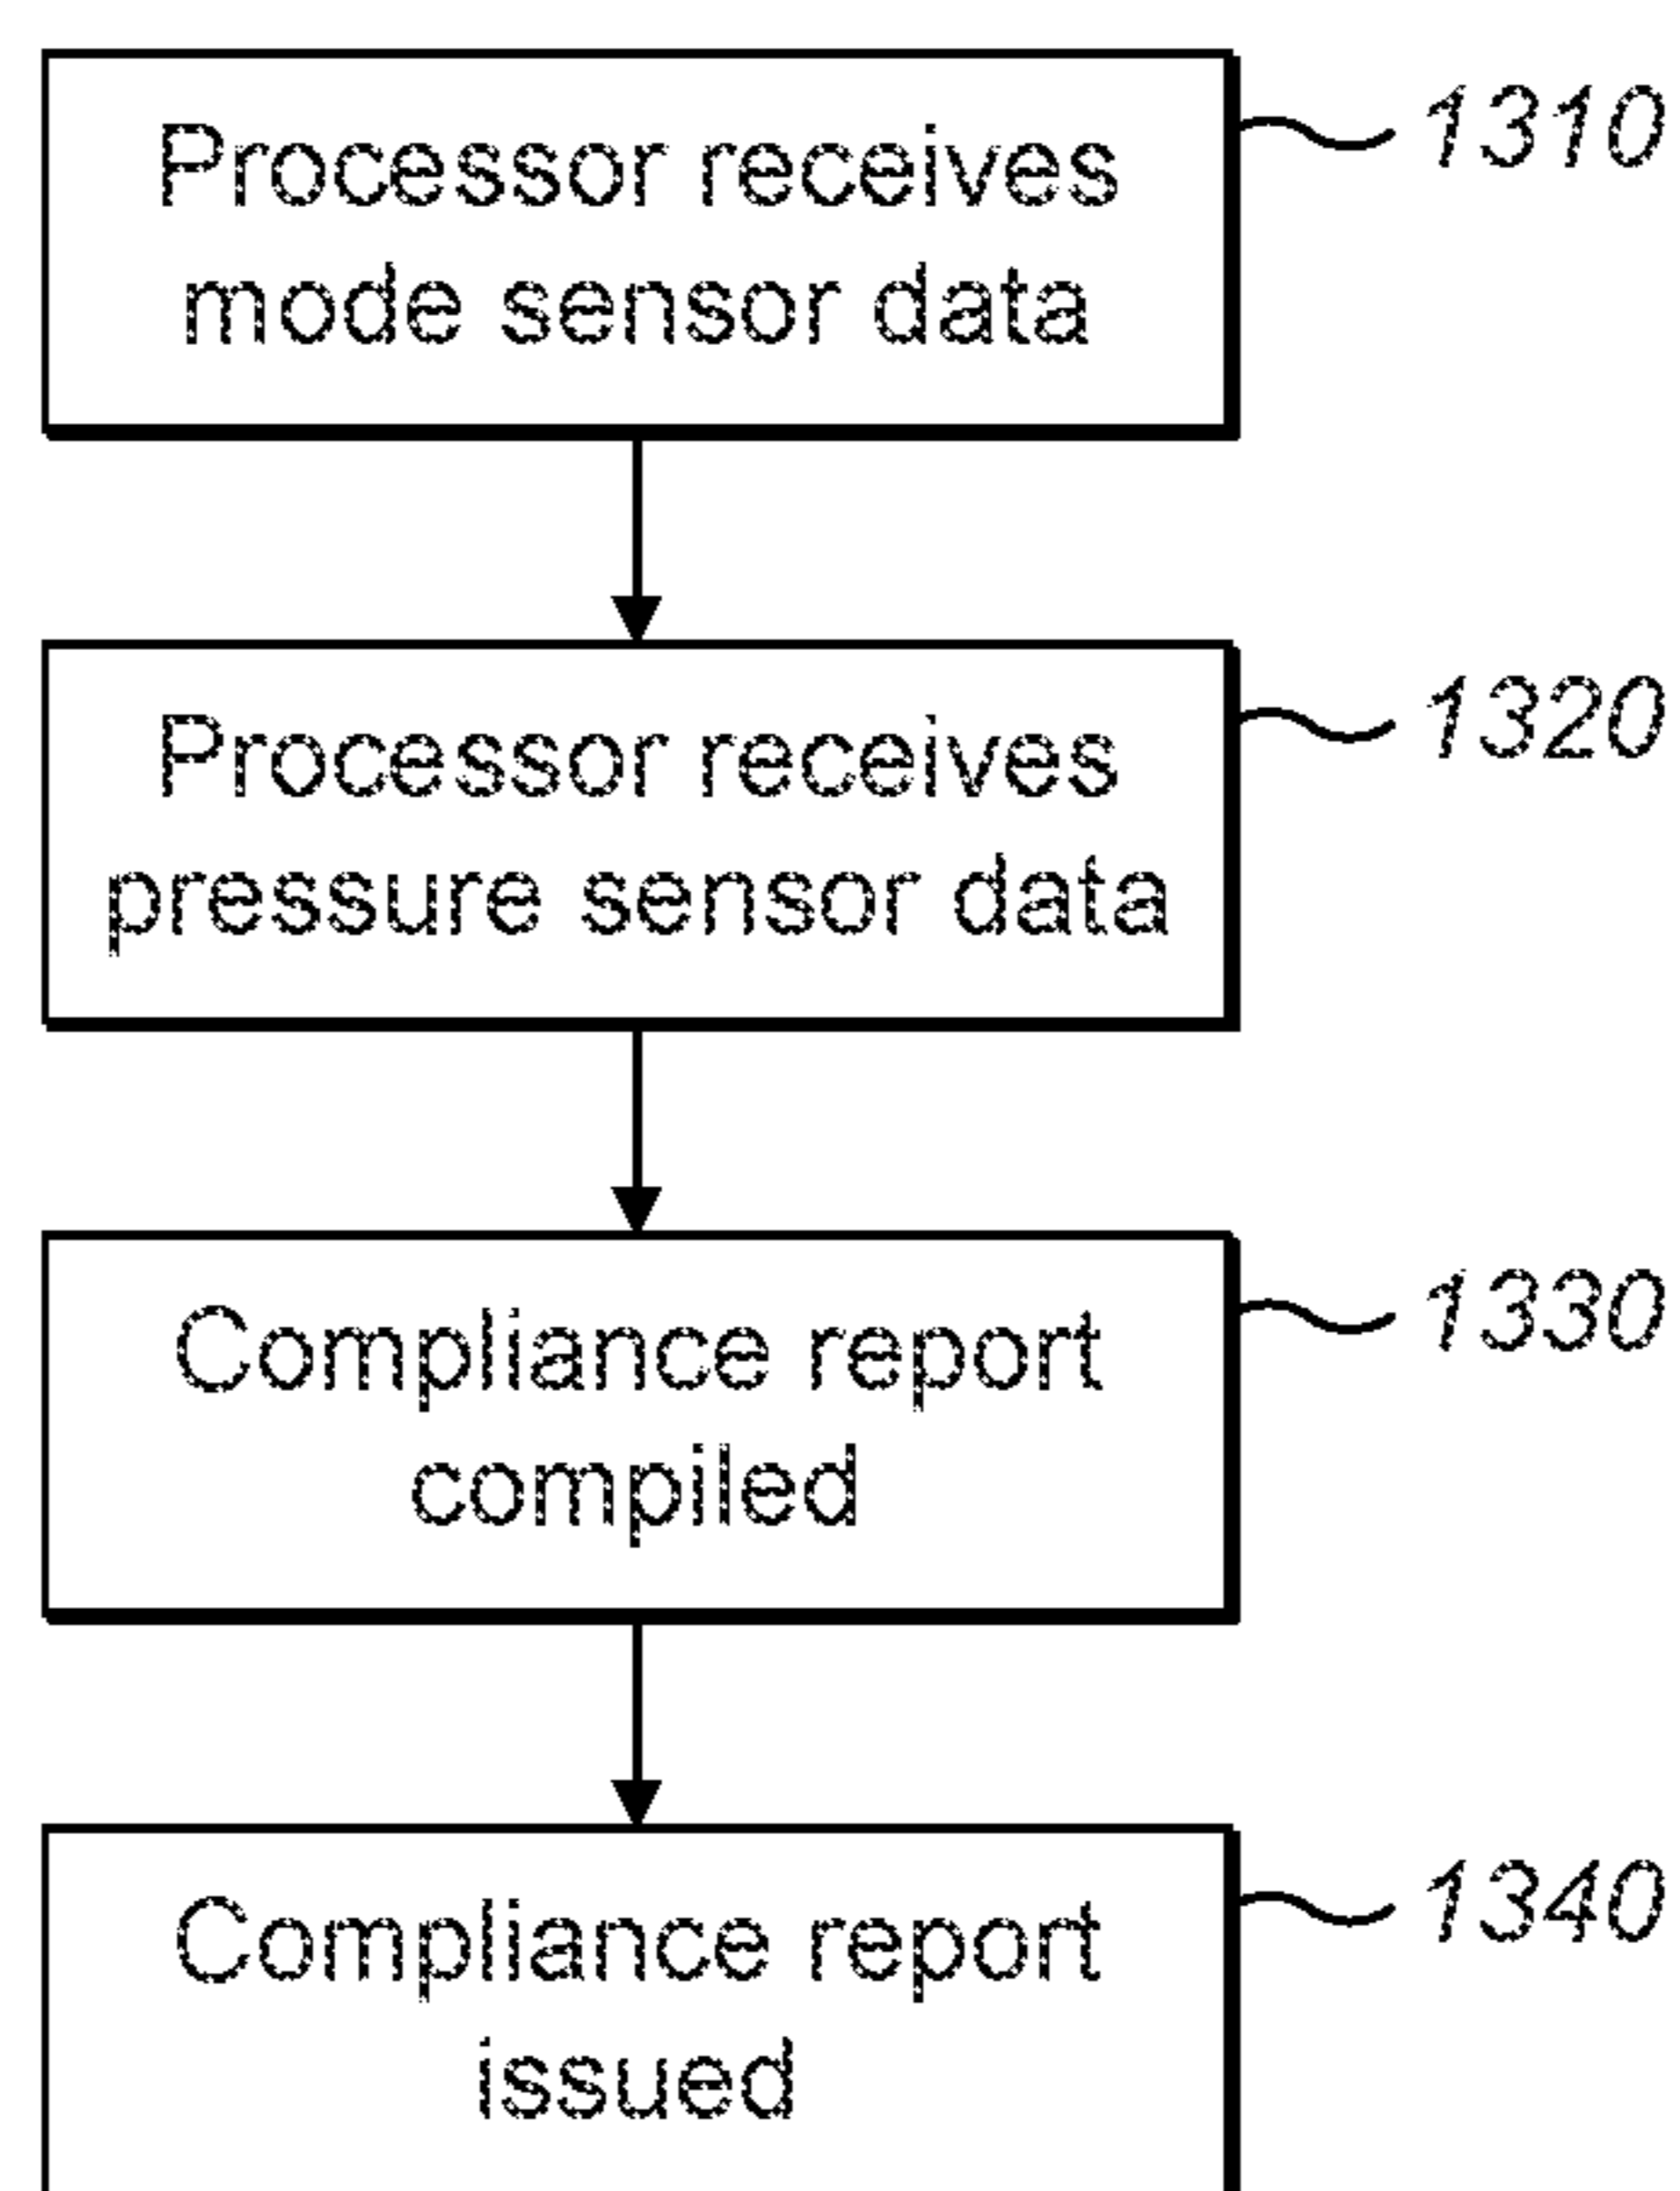 Processor receives
mode sensor data
1310
Processor receives
pressure sensor data
1320
Compliance report
compiled
1330
Compliance report
issued
1340